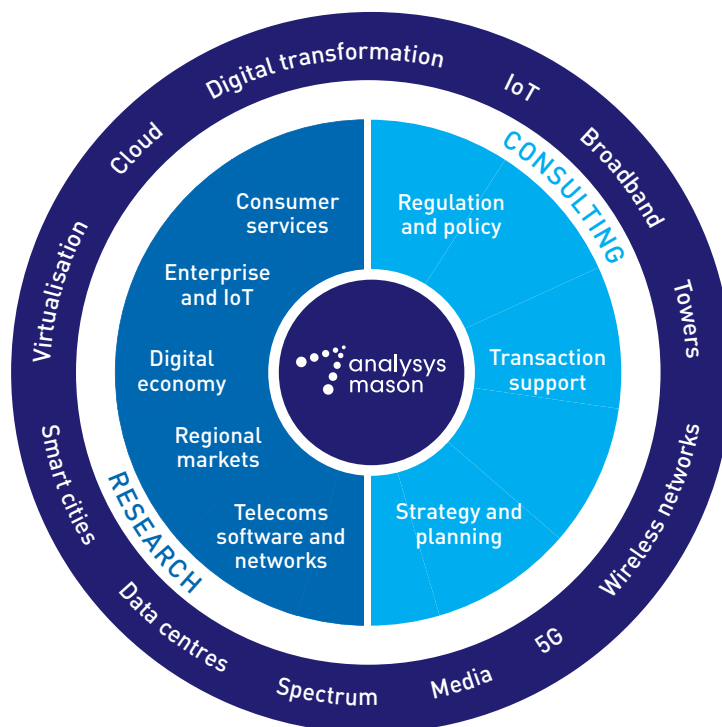 Digital transformation
IoT
Broadband
Towers
Wireless networks
5G
Media
Spectrum
Data centres
Smart cities
Virtualisation
Cloud
CONSULTING
Regulation
and policy
Transaction
support
Strategy and
planning
RESEARCH
Consumer
services
Enterprise
and IoT
Digital
economy
Regional
markets
Telecoms
software and
networks
analysys
mason